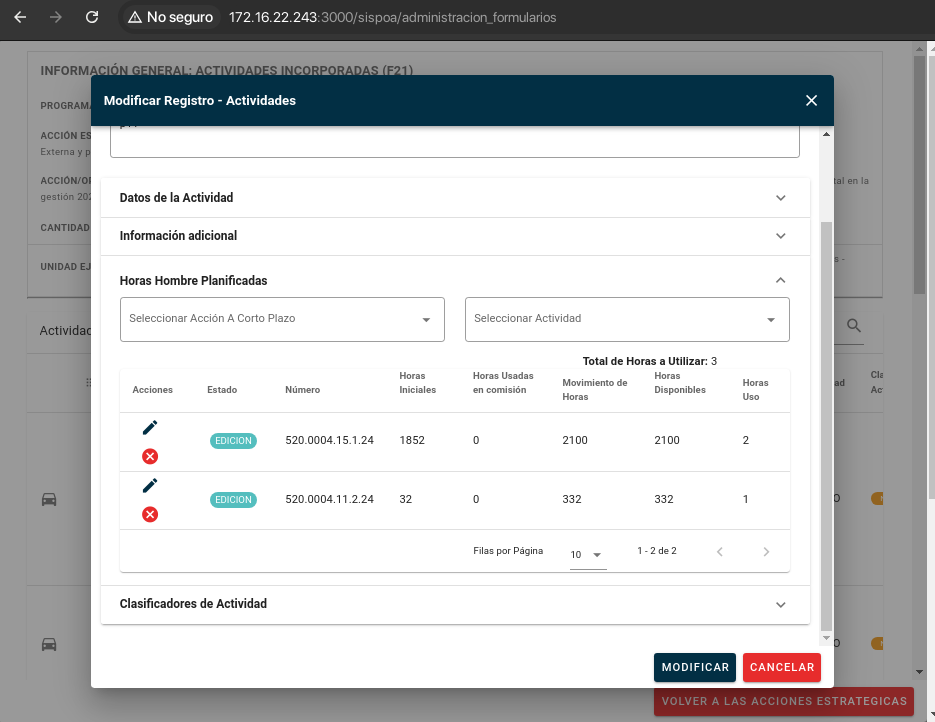 No seguro
172.16.22.243:3000/sispoa/administracion_formularios
INFORMACIÓN GENERAL: ACTIVIDADES INCORPORADAS (F21)
Modificar Registro - Actividades
PROGRAMA
ACCIÓN ES
Externa y p
ACCIÓN/OP
tal en la
gestión 202
CANTIDAD
UNIDAD EJ
s -
Actividad
Datos de la Actividad
Información adicional
Horas Hombre Planificadas
Seleccionar Acción A Corto Plazo
Seleccionar Actividad
Total de Horas a Utilizar: 3
Acciones
Estado
Número
Horas Iniciales
Horas Usadas en comisión
Movimiento de Horas
Horas Disponibles
Horas Uso
ad
Cla
Ac
EDICION
520.0004.15.1.24
1852
0
2100
2100
2
EDICION
520.0004.11.2.24
32
0
332
332
1
O
Filas por Página
10
1 - 2 de 2
Clasificadores de Actividad
O
MODIFICAR
CANCELAR
VOLVER A LAS ACCIONES ESTRATEGICAS